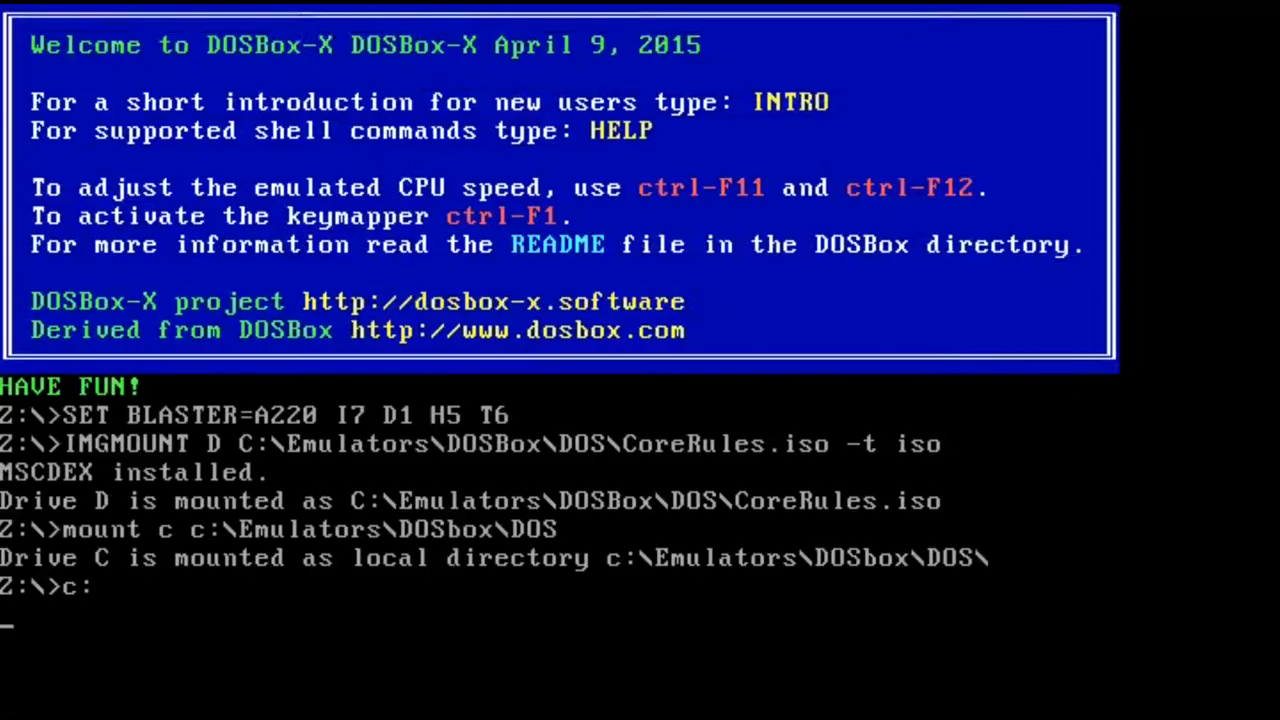 Welcome to DOSBox-X DOSBox-X April 9, 2015
For a short introduction for new users type: INTRO
For supported shell commands type: HELP
To adjust the emulated CPU speed, use ctrl-F11 and ctrl-F12.
To activate the keymapper ctrl-F1.
For more information read the README file in the DOSBox directory.
DOSBox-X project http://dosbox-x.software
Derived from DOSBox http://www.dosbox.com
HAVE FUN!
Z:\>SET BLASTER=A220 I7 D1 H5 T6
Z:\>IMGMOUNT D C:\Emulators\DOSBox\DOS\CoreRules.iso -t iso
MSCDEX installed.
Drive D is mounted as C:\Emulators\DOSBox\DOS\CoreRules.iso
Z:\>mount c c:\Emulators\DOSbox\DOS
Drive C is mounted as local directory c:\Emulators\DOSbox\DOS\
Z:\>c:
_